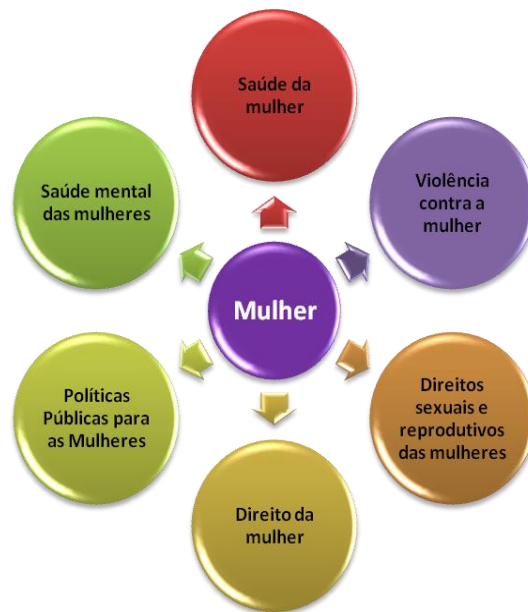 Saúde da
mulher
Saúde mental
das mulheres
Violência
contra a
mulher
Mulher
Políticas
Públicas para
as Mulheres
Direitos
sexuais e
reprodutivos
das mulheres
Direito da
mulher